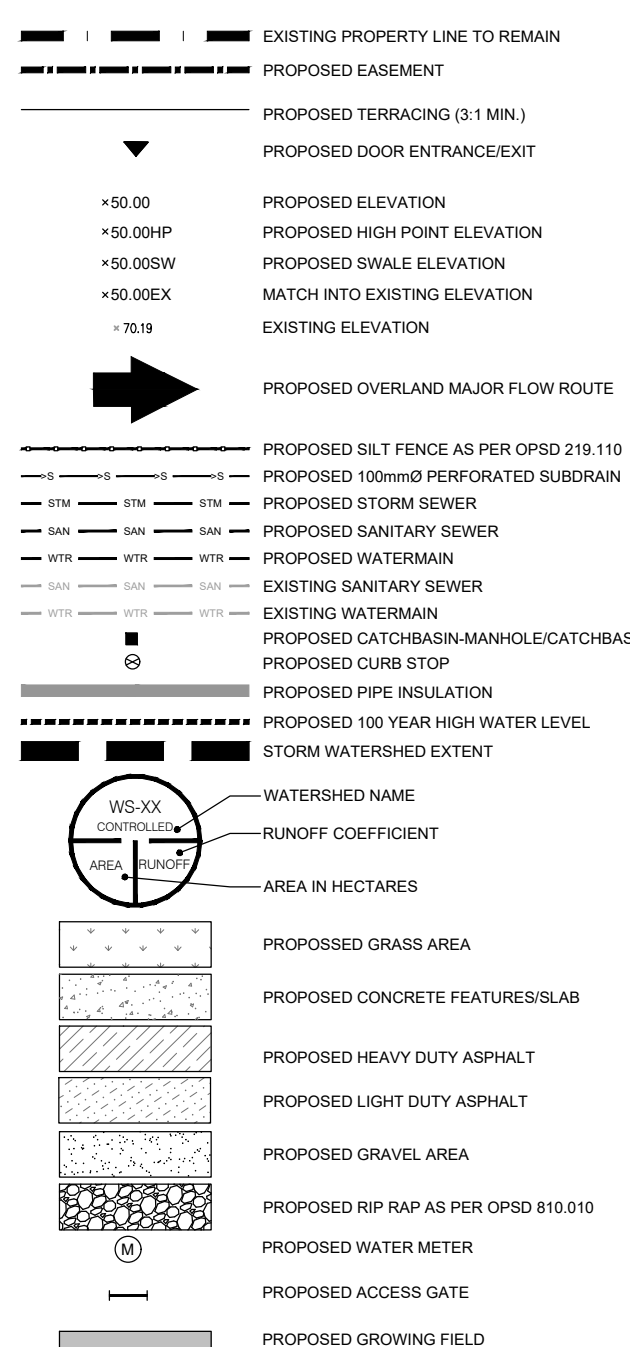 EXISTING PROPERTY LINE TO REMAIN
PROPOSED EASEMENT
PROPOSED TERRACING (3:1 MIN.)
PROPOSED DOOR ENTRANCE/EXIT
×50.00 PROPOSED ELEVATION
×50.00HP PROPOSED HIGH POINT ELEVATION
×50.00SW PROPOSED SWALE ELEVATION
×50.00EX MATCH INTO EXISTING ELEVATION
× 70.19 EXISTING ELEVATION
PROPOSED OVERLAND MAJOR FLOW ROUTE
PROPOSED SILT FENCE AS PER OPSD 219.110
>S >S >S >S PROPOSED 100mmØ PERFORATED SUBDRAIN
STM STM STM PROPOSED STORM SEWER
SAN SAN SAN PROPOSED SANITARY SEWER
WTR WTR WTR PROPOSED WATERMAIN
SAN SAN SAN EXISTING SANITARY SEWER
WTR WTR WTR EXISTING WATERMAIN
PROPOSED CATCHBASIN-MANHOLE/CATCHBAS
PROPOSED CURB STOP
PROPOSED PIPE INSULATION
PROPOSED 100 YEAR HIGH WATER LEVEL
STORM WATERSHED EXTENT
WS-XX WATERSHED NAME
CONTROLLED
RUNOFF COEFFICIENT
AREA RUNOFF
AREA IN HECTARES
PROPOSSED GRASS AREA
PROPOSED CONCRETE FEATURES/SLAB
PROPOSED HEAVY DUTY ASPHALT
PROPOSED LIGHT DUTY ASPHALT
PROPOSED GRAVEL AREA
PROPOSED RIP RAP AS PER OPSD 810.010
M PROPOSED WATER METER
PROPOSED ACCESS GATE
PROPOSED GROWING FIELD